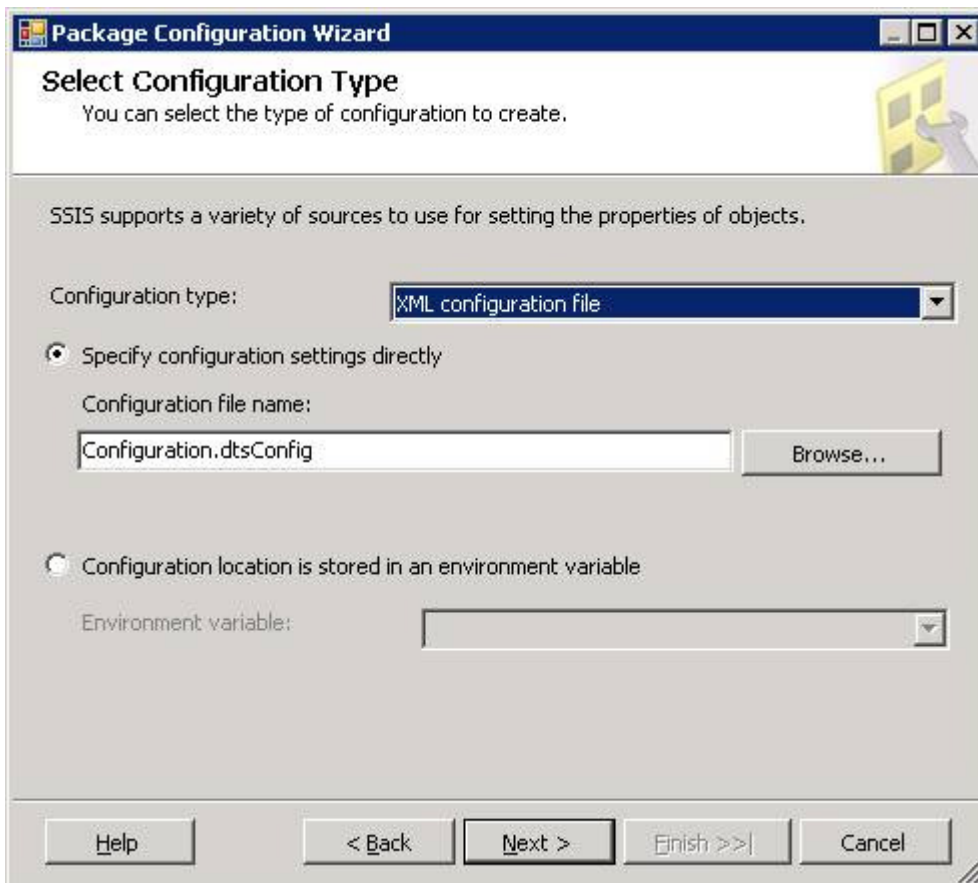 Package Configuration Wizard
Select Configuration Type
You can select the type of configuration to create.
SSIS supports a variety of sources to use for setting the properties of objects.
Configuration type: XML configuration file
Specify configuration settings directly
Configuration file name:
Configuration.dtsConfig Browse...
Configuration location is stored in an environment variable
Environment variable:
Help < Back Next > Finish >>| Cancel